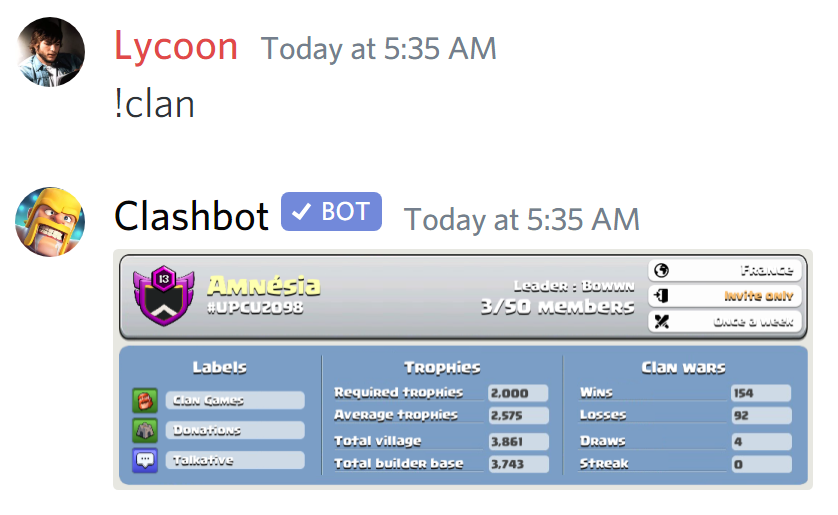 Lycoon Today at 5:35 AM
!clan
Clashbot BOT Today at 5:35 AM
13
Amnésia
#UPCU2098
Leader : Bowwn
3/50 members
France
Invite only
Once a week
Labels
Clan Games
Donations
Talkative
Trophies
Required trophies 2,000
Average trophies 2,575
Total village 3,861
Total builder base 3,743
Clan wars
Wins 154
Losses 92
Draws 4
Streak 0